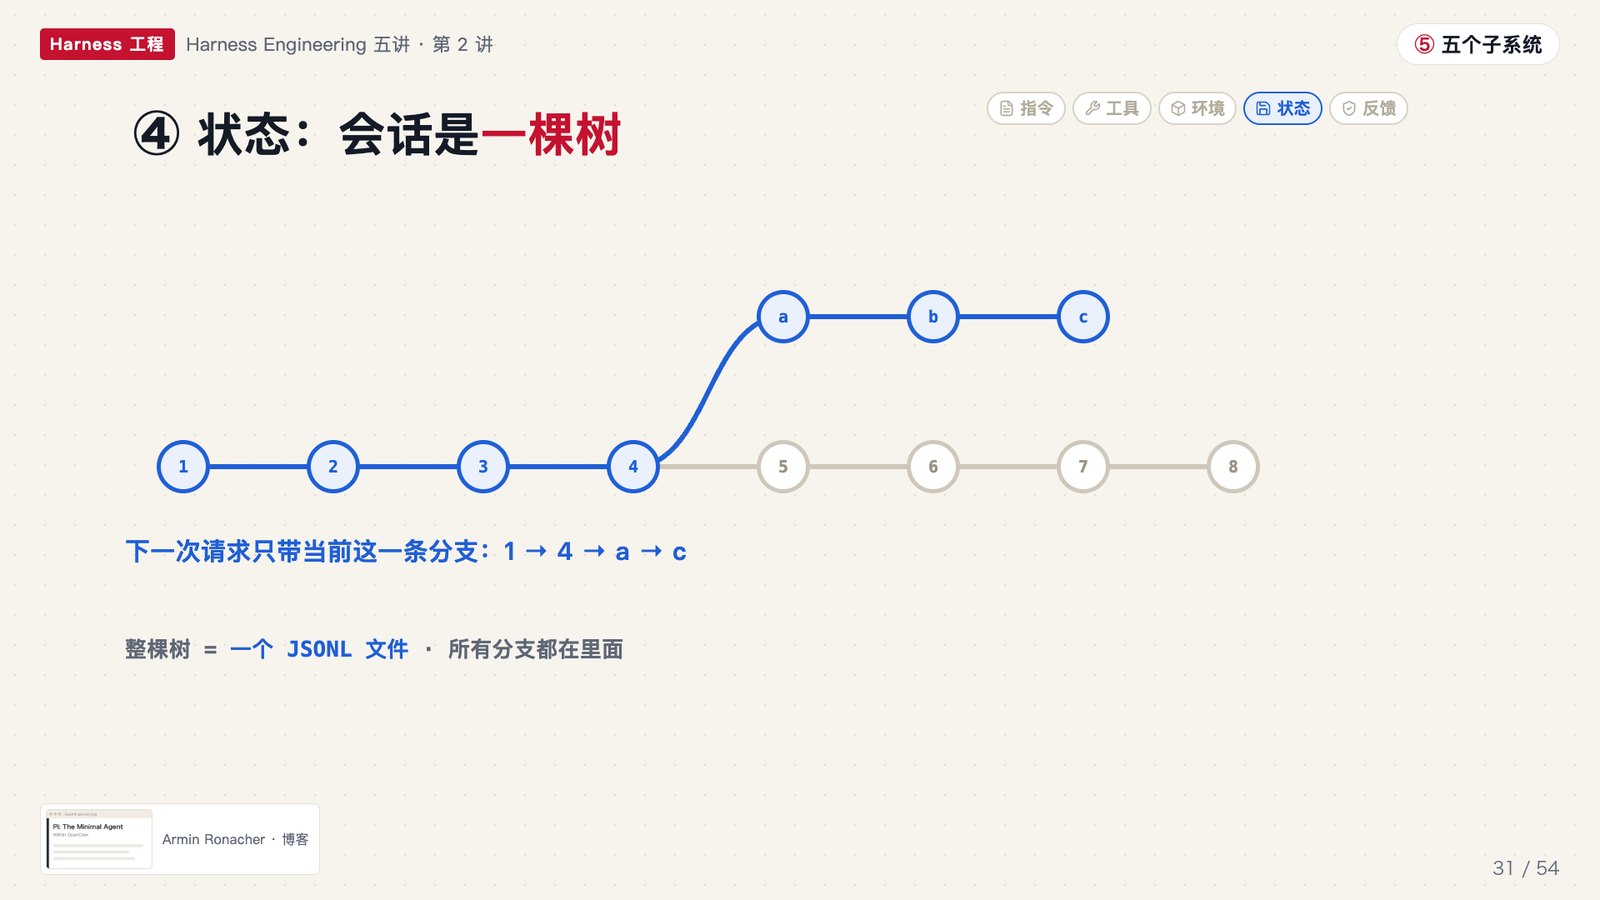 Harness 工程 Harness Engineering 五讲 · 第 2 讲
⑤ 五个子系统
指令 工具 环境 状态 反馈
④ 状态：会话是一棵树
a b c
1 2 3 4 5 6 7 8
下一次请求只带当前这一条分支：1 → 4 → a → c
整棵树 = 一个 JSONL 文件 · 所有分支都在里面
Pi: The Minimal Agent
Within OpenClaw
Armin Ronacher · 博客
31 / 54